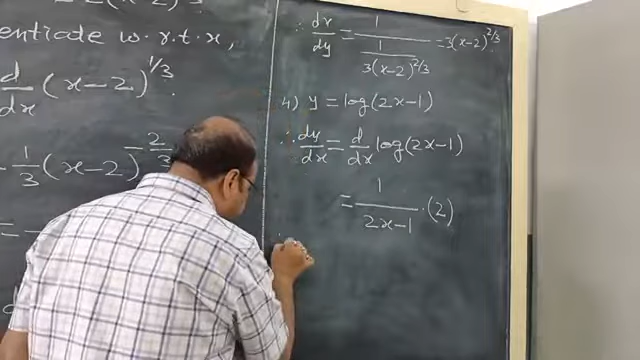 entiate w.r.t x,
d/dx (x-2)^1/3.
1/3 (x-2)^-2/3
= -
∴ dx/dy = 1 / (1 / 3(x-2)^2/3) = 3(x-2)^2/3.
4) y = log(2x-1)
∴ dy/dx = d/dx log(2x-1)
= 1/(2x-1) . (2)